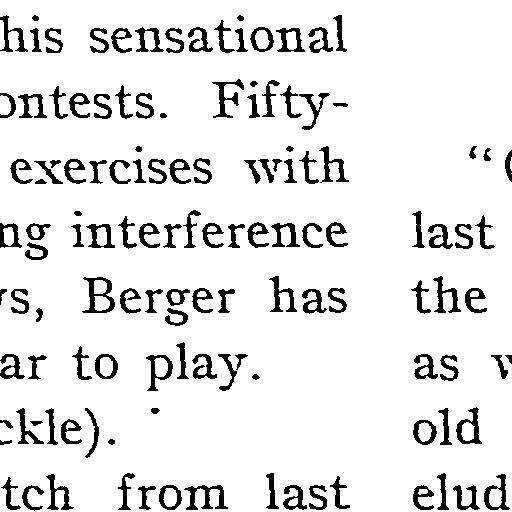 his sensational
ontests. Fifty-
exercises with
ng interference
s, Berger has
ar to play.
ckle).
tch from last
"
last
the
as
old
elud